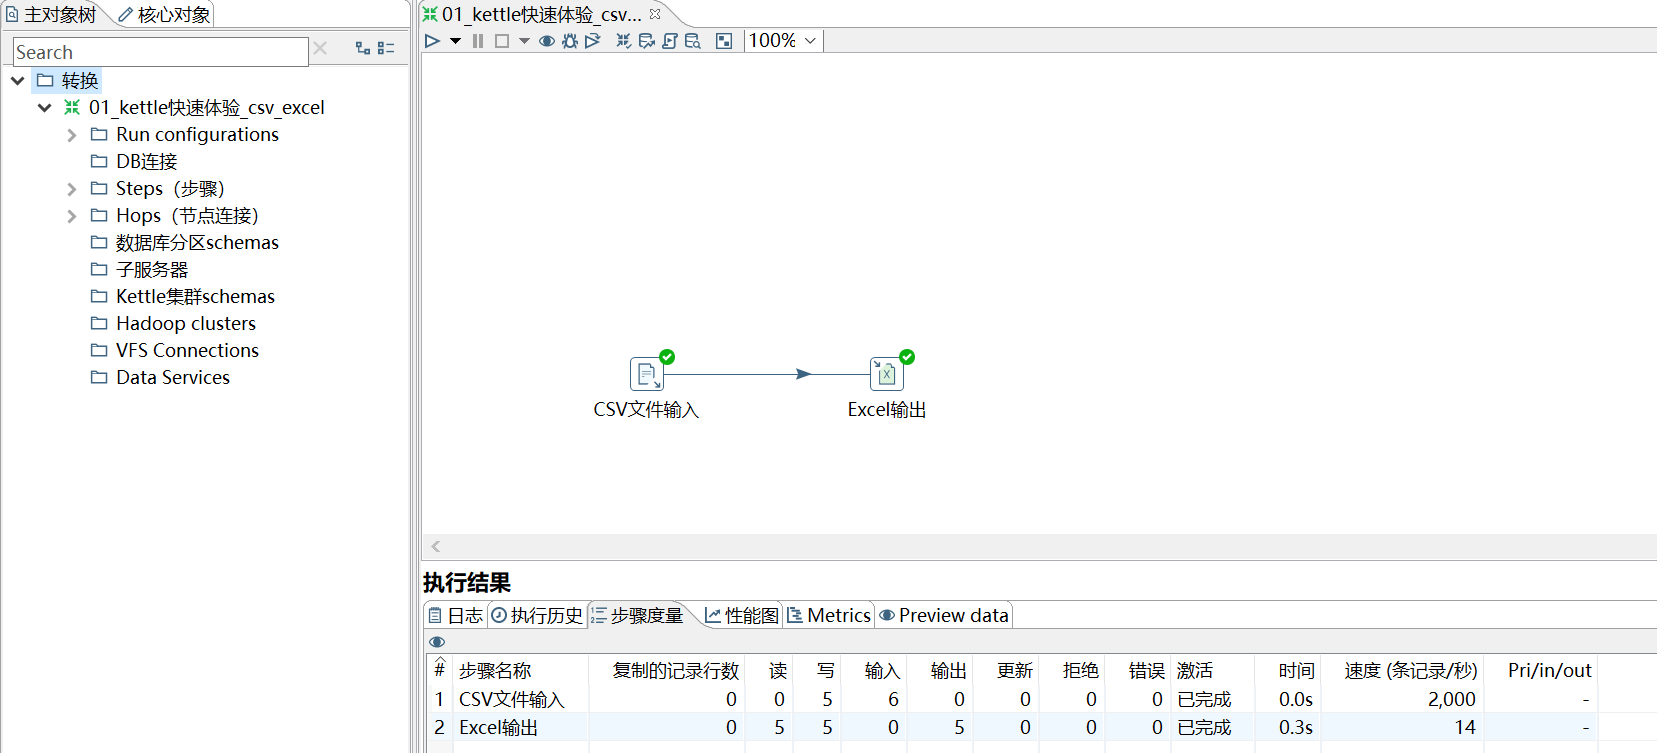 主对象树 核心对象
Search
转换
01_kettle快速体验_csv_excel
Run configurations
DB连接
Steps（步骤）
Hops（节点连接）
数据库分区schemas
子服务器
Kettle集群schemas
Hadoop clusters
VFS Connections
Data Services
01_kettle快速体验_csv...
100%
CSV文件输入 Excel输出
执行结果
日志 执行历史 步骤度量 性能图 Metrics Preview data
# 步骤名称 复制的记录行数 读 写 输入 输出 更新 拒绝 错误 激活 时间 速度 (条记录/秒) Pri/in/out
1 CSV文件输入 0 0 5 6 0 0 0 0 已完成 0.0s 2,000 -
2 Excel输出 0 5 5 0 5 0 0 0 已完成 0.3s 14 -